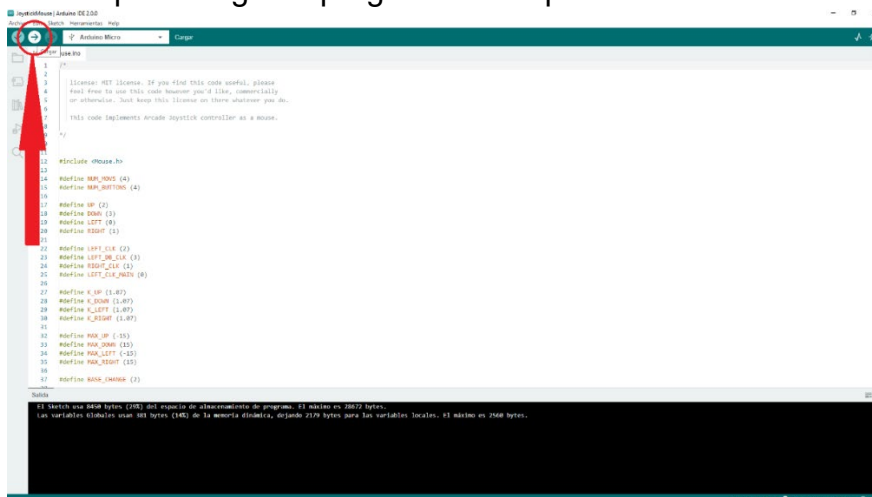 JoystickMouse | Arduino IDE 2.0.0
Sketch Herramientas Help
Arduino Micro
Cargar
1 /*
2
license: MIT license. If you find this code useful, please
4 feel free to use this code however you'd like, commercially
5 or otherwise. Just keep this license on there whatever you do.
6
This code implements Arcade Joystick controller as a mouse.
*/
11
12 #include <Mouse.h>
13
14 #define NUM_MOVS (4)
15 #define NUM_BUTTONS (4)
16
17 #define UP (2)
18 #define DOWN (3)
19 #define LEFT (0)
20 #define RIGHT (1)
21
22 #define LEFT_CLK (2)
23 #define LEFT_DB_CLK (3)
24 #define RIGHT_CLK (1)
25 #define LEFT_CLK_MAIN (0)
26
27 #define K_UP (1.07)
28 #define K_DOWN (1.07)
29 #define K_LEFT (1.07)
30 #define K_RIGHT (1.07)
31
32 #define MAX_UP (-15)
33 #define MAX_DOWN (15)
34 #define MAX_LEFT (-15)
35 #define MAX_RIGHT (15)
36
37 #define BASE_CHANGE (2)
Salida
El Sketch usa 8450 bytes (29%) del espacio de almacenamiento de programa. El máximo es 28672 bytes.
Las variables Globales usan 381 bytes (14%) de la memoria dinámica, dejando 2179 bytes para las variables locales. El máximo es 2560 bytes.